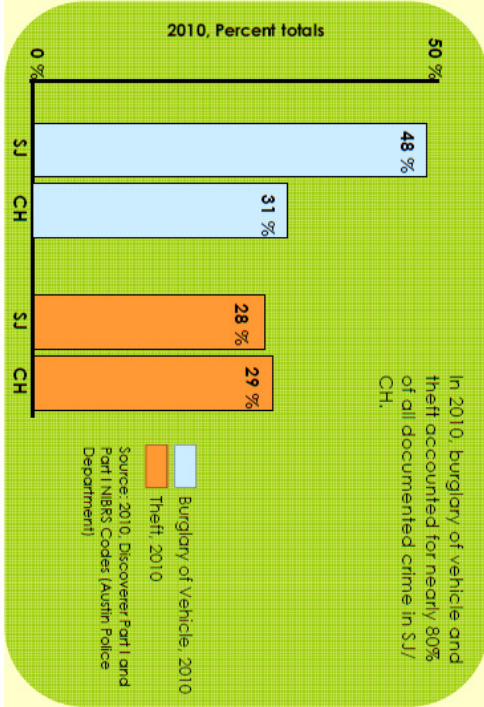 In 2010, burglary of vehicle and
theft accounted for nearly 80%
of all documented crime in SJ/
CH.
2010, Percent totals
50 %
0 %
48 %
31 %
28 %
29 %
SJ
CH
SJ
CH
Burglary of Vehicle, 2010
Theft, 2010
Source: 2010, Discoverer Part I and
Part I NIBRS Codes (Austin Police
Department)